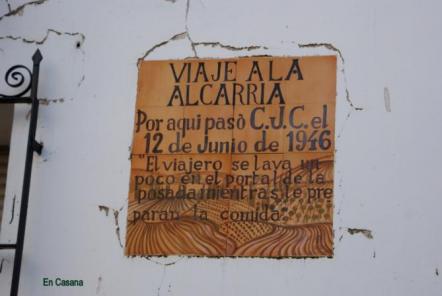 VIAJE A LA
ALCARRIA
Por aqui pasò C.J.C. el
12 de Junio de 1946
"El viajero se lava un
poco en el portal de la
posada mientras le pre
paran la comida"
En Casana